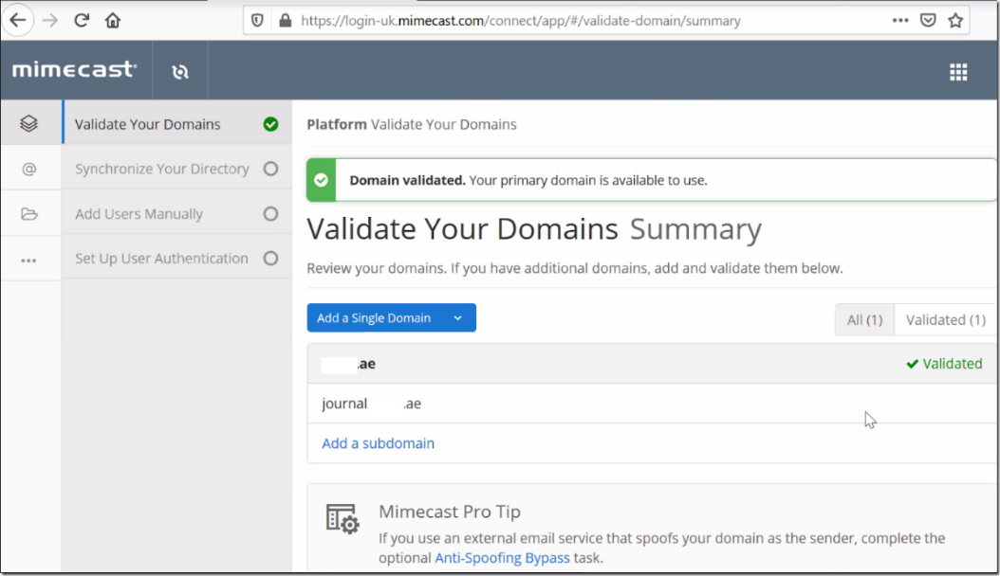 https://login-uk.mimecast.com/connect/app/#/validate-domain/summary
mimecast
Validate Your Domains
Synchronize Your Directory
Add Users Manually
Set Up User Authentication
Platform Validate Your Domains
Domain validated. Your primary domain is available to use.
Validate Your Domains Summary
Review your domains. If you have additional domains, add and validate them below.
Add a Single Domain
All (1) Validated (1)
.ae Validated
journal .ae
Add a subdomain
Mimecast Pro Tip
If you use an external email service that spoofs your domain as the sender, complete the
optional Anti-Spoofing Bypass task.